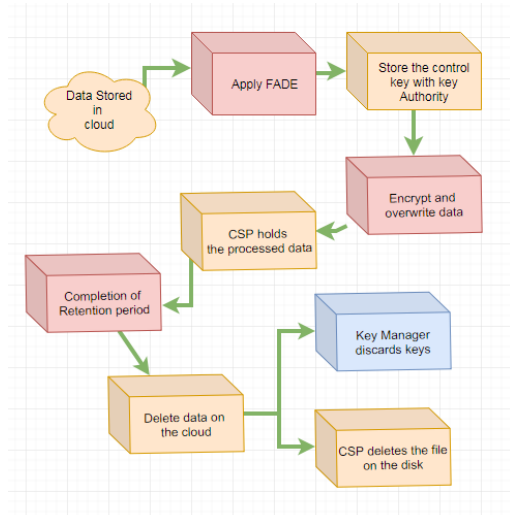 Data Stored
in
cloud
Apply FADE
Store the control
key with key
Authority
Encrypt and
overwrite data
CSP holds
the processed data
Completion of
Retention period
Key Manager
discards keys
Delete data on
the cloud
CSP deletes the file
on the disk